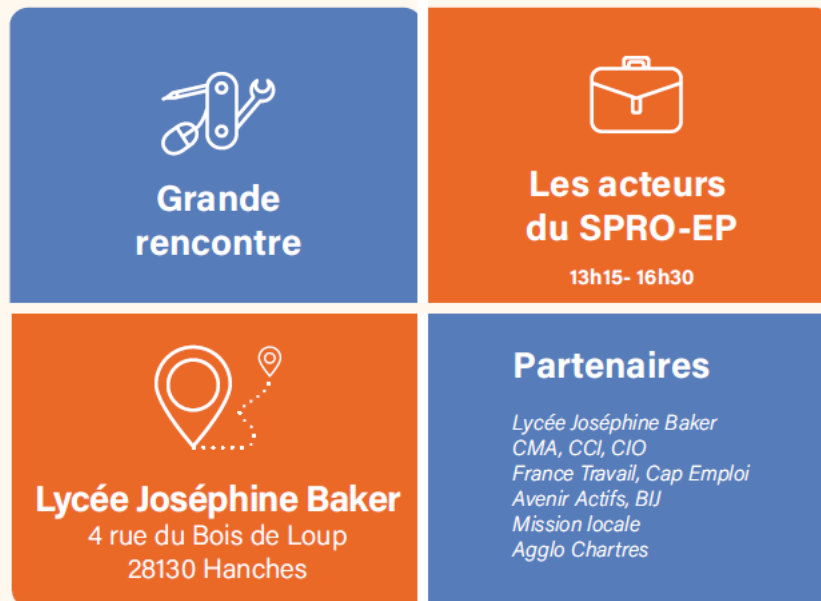 Grande
rencontre
Les acteurs
du SPRO-EP
13h15- 16h30
Lycée Joséphine Baker
4 rue du Bois de Loup
28130 Hanches
Partenaires
Lycée Joséphine Baker
CMA, CCI, CIO
France Travail, Cap Emploi
Avenir Actifs, BIJ
Mission locale
Agglo Chartres